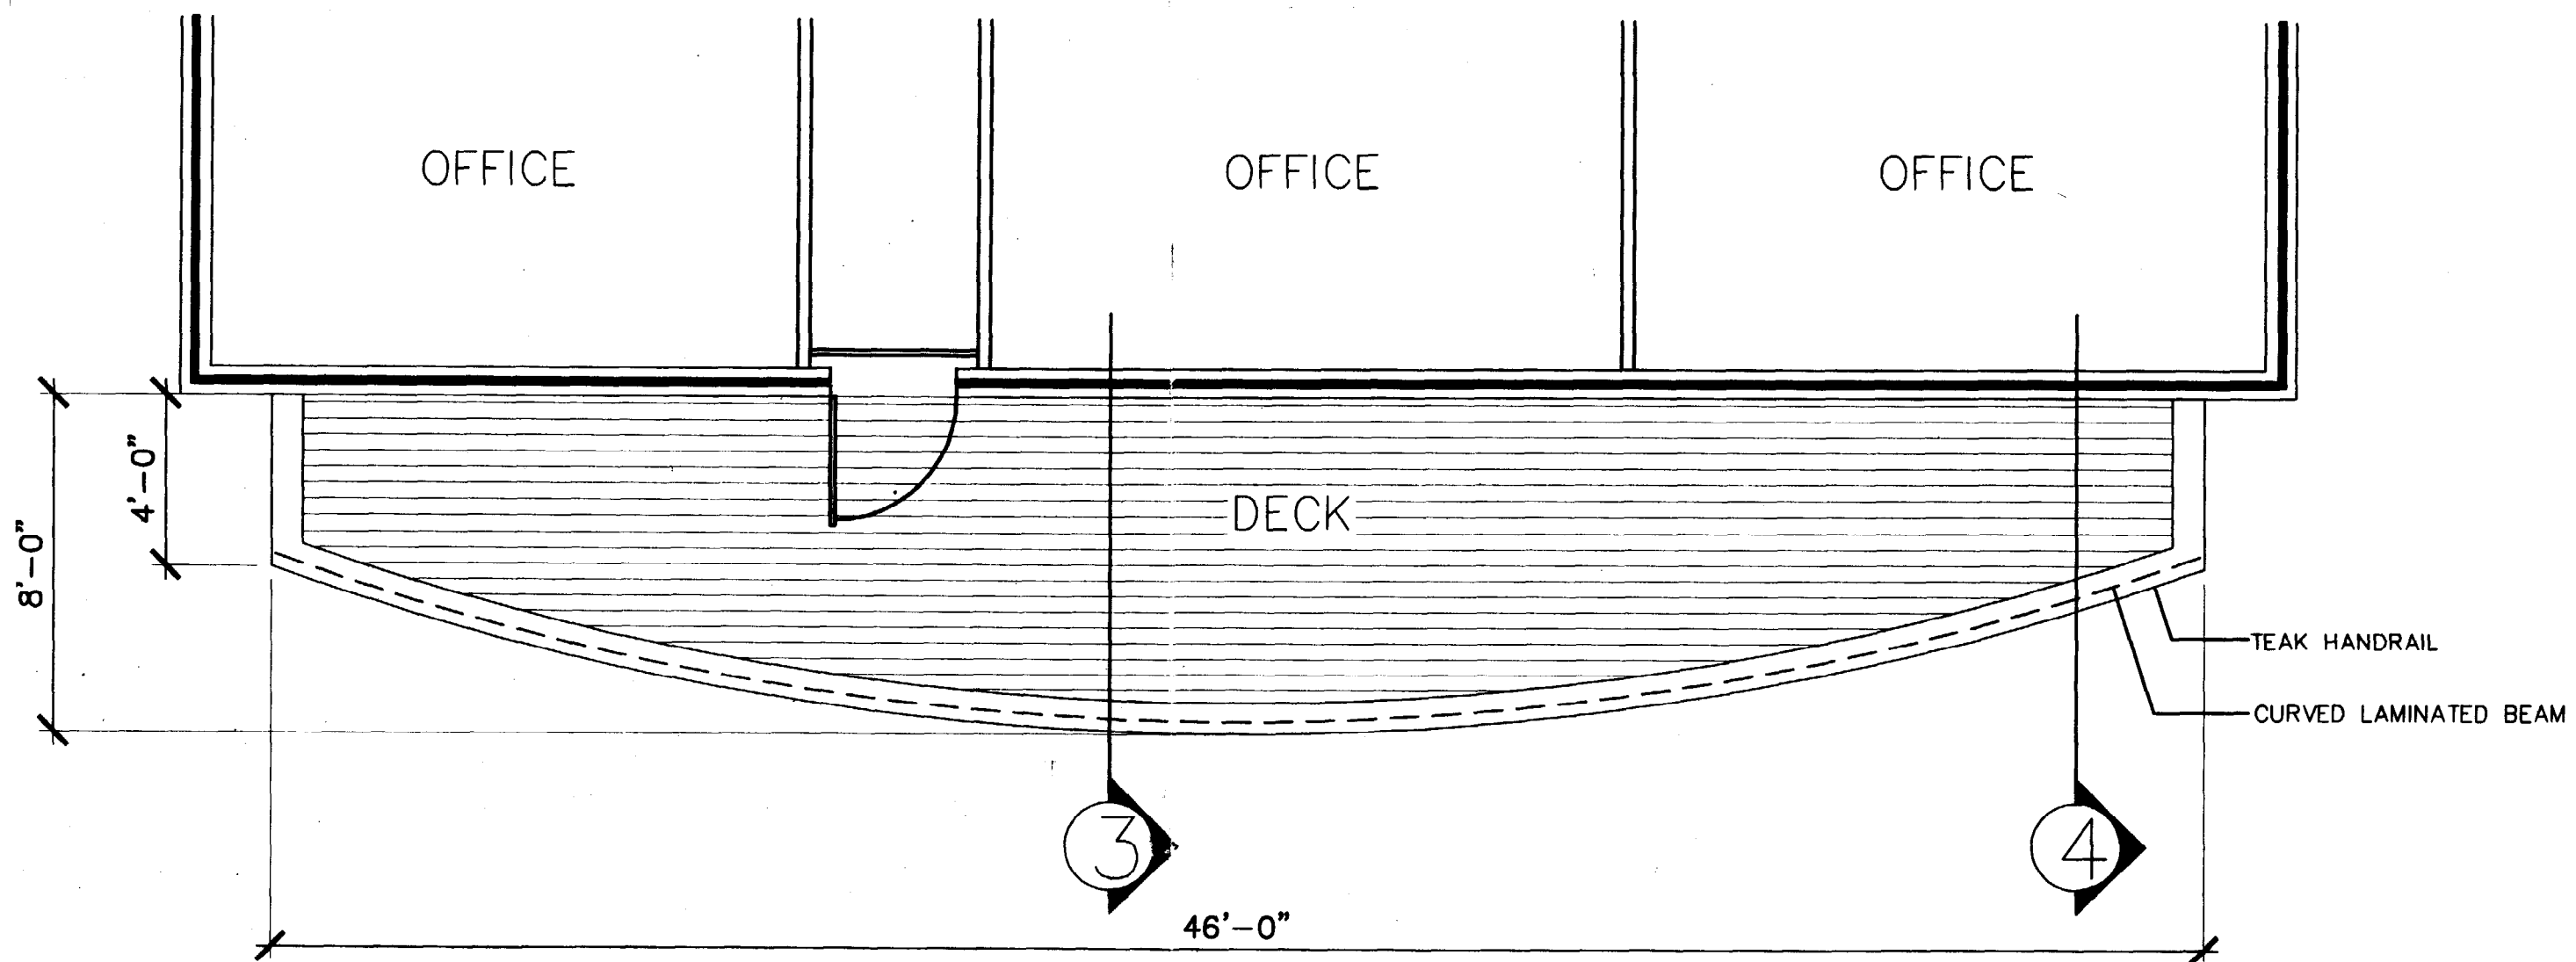 OFFICE
OFFICE
OFFICE
4'-0"
8'-0"
DECK
TEAK HANDRAIL
CURVED LAMINATED BEAM
3
4
46'-0"